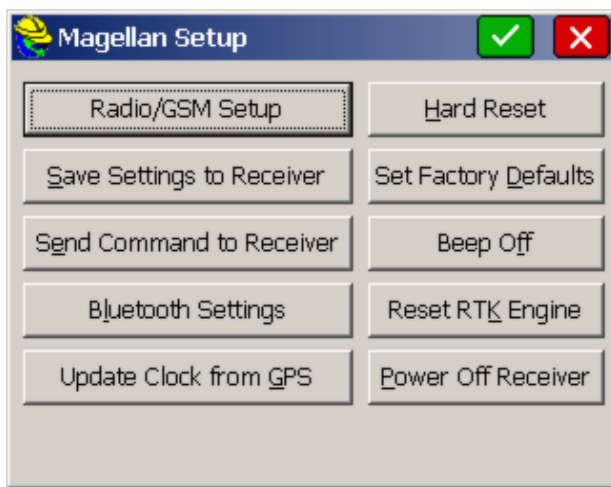 Magellan Setup
Radio/GSM Setup
Hard Reset
Save Settings to Receiver
Set Factory Defaults
Send Command to Receiver
Beep Off
Bluetooth Settings
Reset RTK Engine
Update Clock from GPS
Power Off Receiver